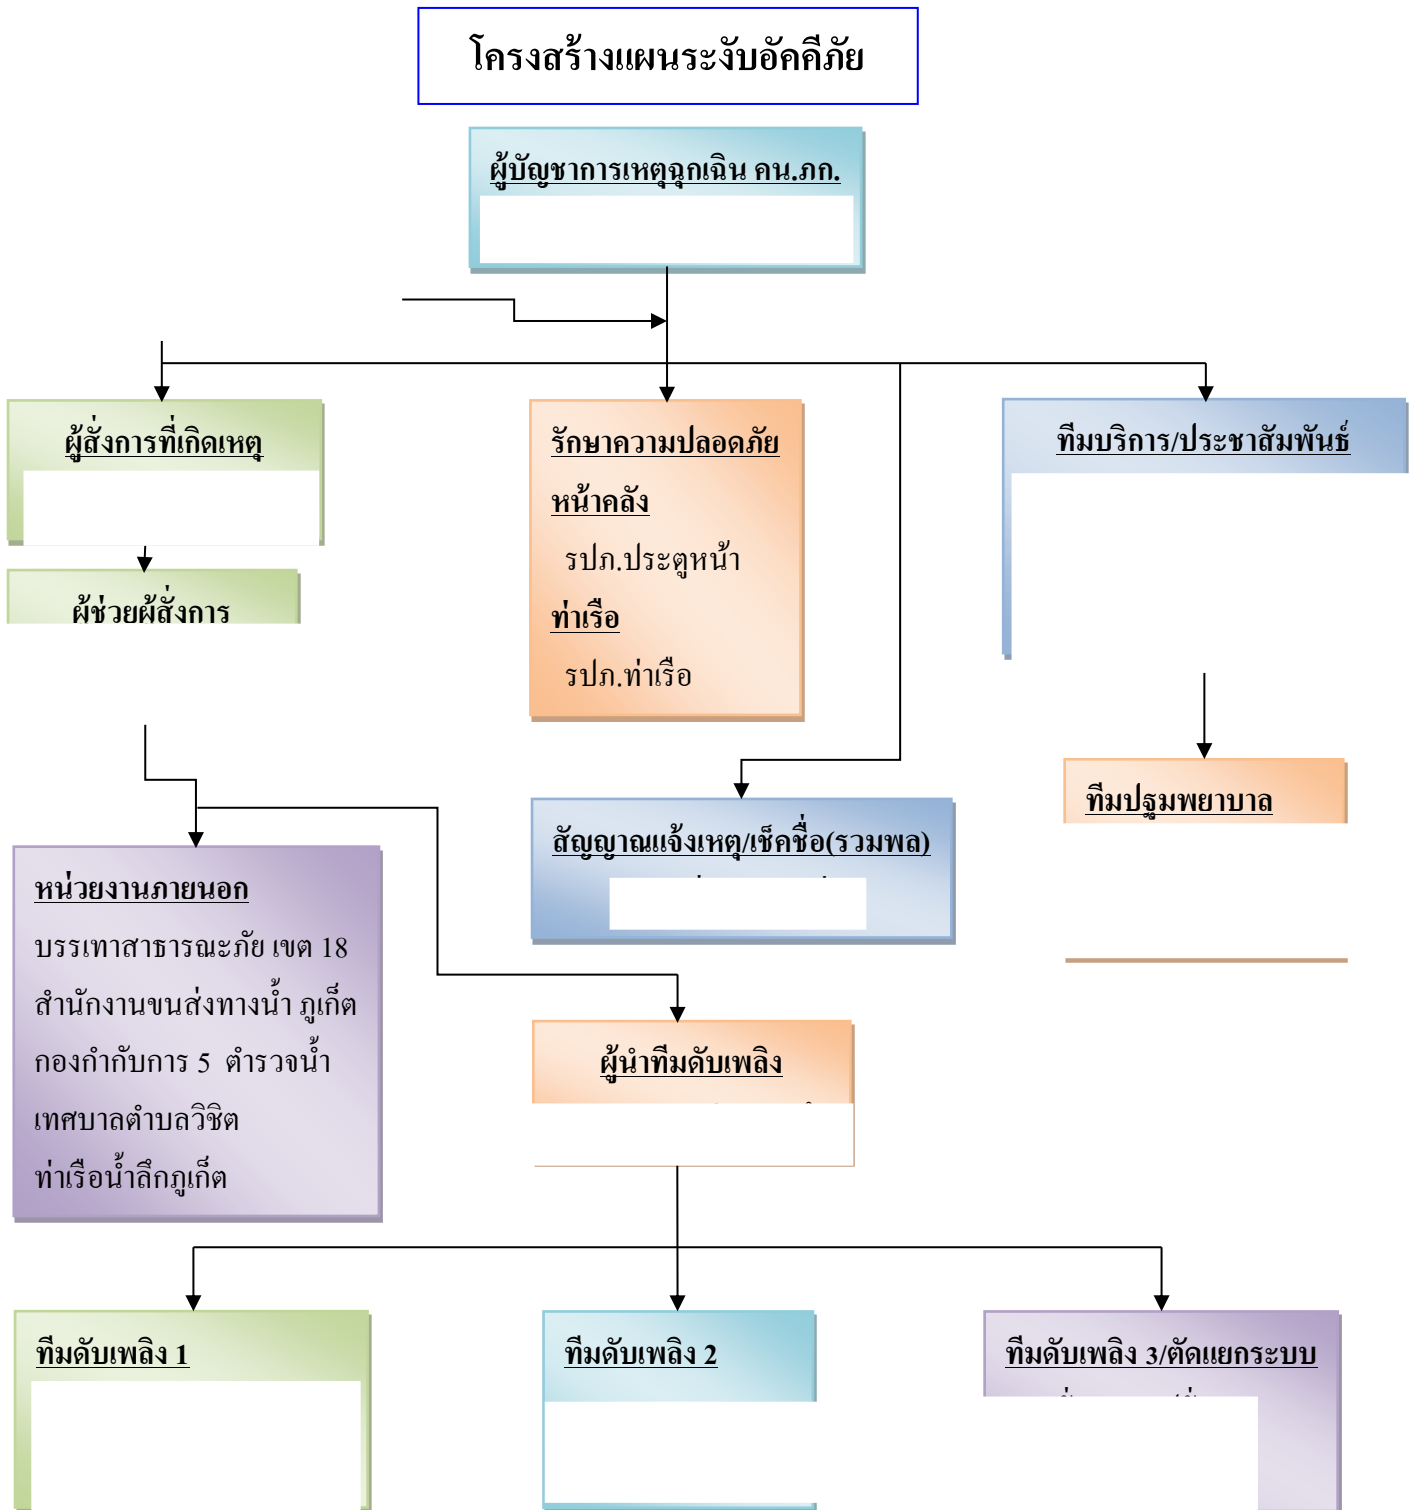 โครงสร้างแผนระงับอัคคีภัย
ผู้บัญชาการเหตุฉุกเฉิน คน.ภก.
ผู้สั่งการที่เกิดเหตุ
ผู้ช่วยผู้สั่งการ
รักษาความปลอดภัย
หน้าคลัง
รปภ.ประตูหน้า
ท่าเรือ
รปภ.ท่าเรือ
ทีมบริการ/ประชาสัมพันธ์
ทีมปฐมพยาบาล
สัญญาณแจ้งเหตุ/เช็คชื่อ(รวมพล)
หน่วยงานภายนอก
บรรเทาสาธารณะภัย เขต 18
สำนักงานขนส่งทางน้ำ ภูเก็ต
กองกำกับการ 5 ตำรวจน้ำ
เทศบาลตำบลวิชิต
ท่าเรือน้ำลึกภูเก็ต
ผู้นำทีมดับเพลิง
ทีมดับเพลิง 1
ทีมดับเพลิง 2
ทีมดับเพลิง 3/ตัดแยกระบบ